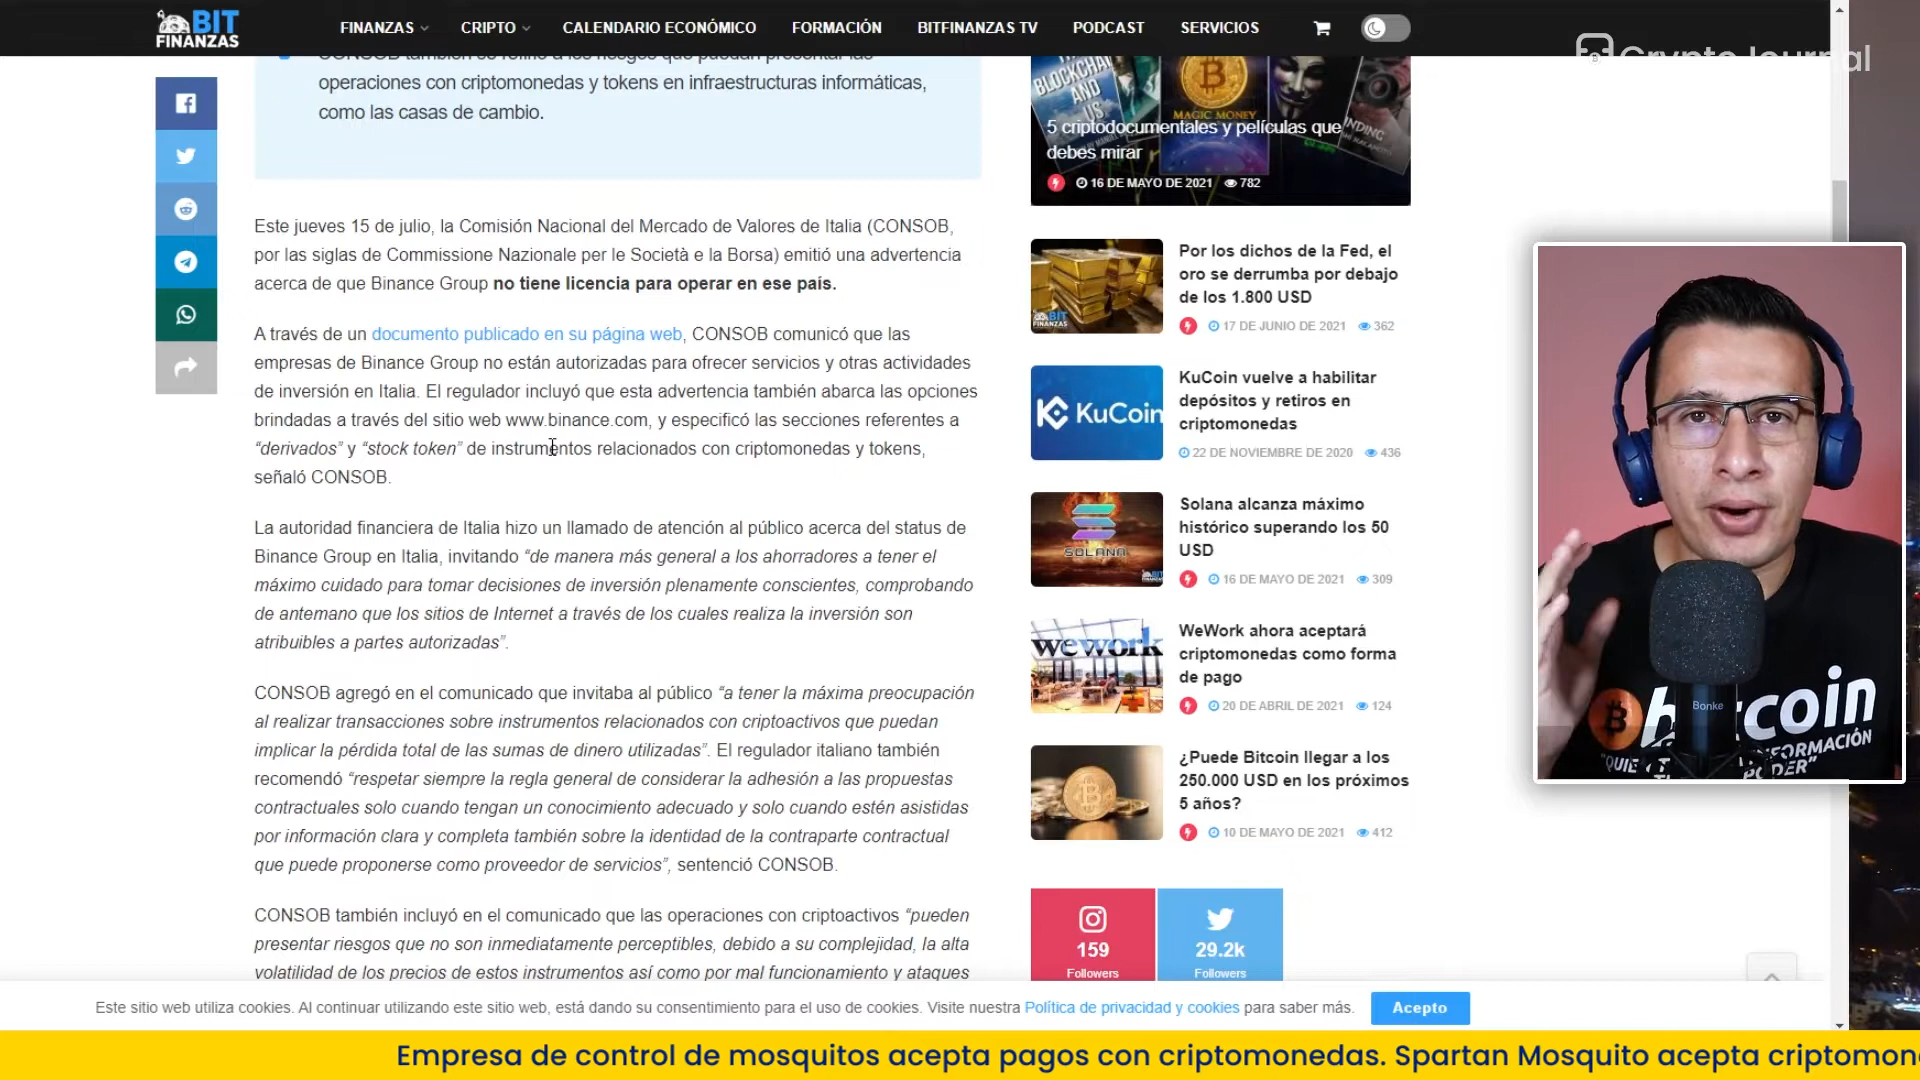 BIT
FINANZAS
FINANZAS
CRIPTO
CALENDARIO ECONÓMICO
FORMACIÓN
BITFINANZAS TV
PODCAST
SERVICIOS
Crypto Journal
operaciones con criptomonedas y tokens en infraestructuras informáticas,
como las casas de cambio.
Este jueves 15 de julio, la Comisión Nacional del Mercado de Valores de Italia (CONSOB,
por las siglas de Commissione Nazionale per le Società e la Borsa) emitió una advertencia
acerca de que Binance Group no tiene licencia para operar en ese país.
A través de un documento publicado en su página web, CONSOB comunicó que las
empresas de Binance Group no están autorizadas para ofrecer servicios y otras actividades
de inversión en Italia. El regulador incluyó que esta advertencia también abarca las opciones
brindadas a través del sitio web www.binance.com, y especificó las secciones referentes a
“derivados” y “stock token” de instrumentos relacionados con criptomonedas y tokens,
señaló CONSOB.
La autoridad financiera de Italia hizo un llamado de atención al público acerca del status de
Binance Group en Italia, invitando “de manera más general a los ahorradores a tener el
máximo cuidado para tomar decisiones de inversión plenamente conscientes, comprobando
de antemano que los sitios de Internet a través de los cuales realiza la inversión son
atribuibles a partes autorizadas”.
CONSOB agregó en el comunicado que invitaba al público “a tener la máxima preocupación
al realizar transacciones sobre instrumentos relacionados con criptoactivos que puedan
implicar la pérdida total de las sumas de dinero utilizadas”. El regulador italiano también
recomendó “respetar siempre la regla general de considerar la adhesión a las propuestas
contractuales solo cuando tengan un conocimiento adecuado y solo cuando estén asistidas
por información clara y completa también sobre la identidad de la contraparte contractual
que puede proponerse como proveedor de servicios”, sentenció CONSOB.
CONSOB también incluyó en el comunicado que las operaciones con criptoactivos “pueden
presentar riesgos que no son inmediatamente perceptibles, debido a su complejidad, la alta
volatilidad de los precios de estos instrumentos así como por mal funcionamiento y ataques
BLOCKCHAIN
AND
US
MAGIC MONEY
5 criptodocumentales y películas que
debes mirar
16 DE MAYO DE 2021 782
Por los dichos de la Fed, el
oro se derrumba por debajo
de los 1.800 USD
17 DE JUNIO DE 2021 362
KuCoin
KuCoin vuelve a habilitar
depósitos y retiros en
criptomonedas
22 DE NOVIEMBRE DE 2020 436
SOLANA
Solana alcanza máximo
histórico superando los 50
USD
16 DE MAYO DE 2021 309
wework
WeWork ahora aceptará
criptomonedas como forma
de pago
20 DE ABRIL DE 2021 124
¿Puede Bitcoin llegar a los
250.000 USD en los próximos
5 años?
10 DE MAYO DE 2021 412
159
Followers
29.2k
Followers
Bonke
Este sitio web utiliza cookies. Al continuar utilizando este sitio web, está dando su consentimiento para el uso de cookies. Visite nuestra Política de privacidad y cookies para saber más.
Acepto
Empresa de control de mosquitos acepta pagos con criptomonedas. Spartan Mosquito acepta criptomon